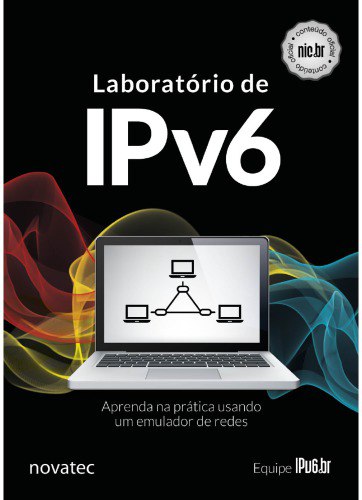 conteúdo oficial
nic.br
conteúdo oficial
Laboratório de
IPv6
Aprenda na prática usando
um emulador de redes
novatec
Equipe IPv6.br